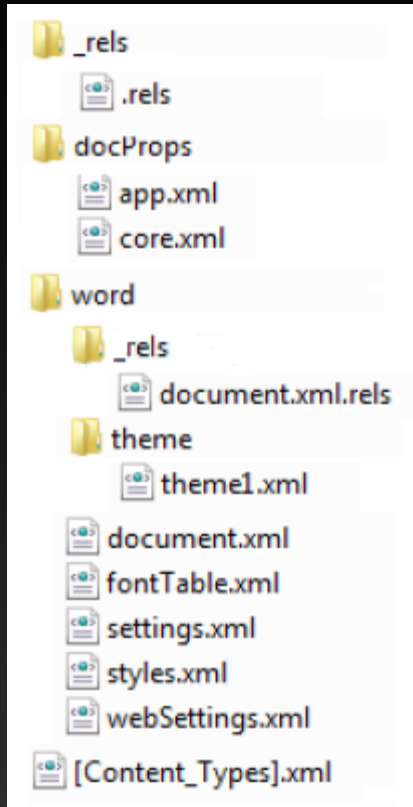 _rels
.rels
docProps
app.xml
core.xml
word
_rels
document.xml.rels
theme
theme1.xml
document.xml
fontTable.xml
settings.xml
styles.xml
webSettings.xml
[Content_Types].xml